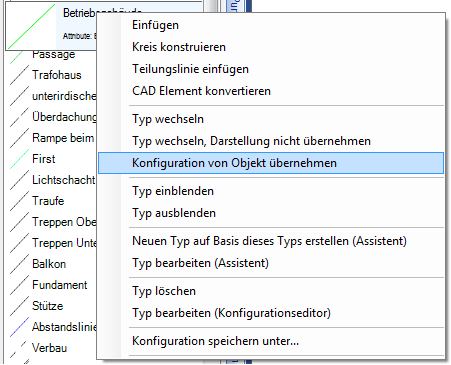 Betriebsgebäude
Attribute:
Passage
Trafohaus
unterirdische
Überdachung
Rampe beim
First
Lichtschacht
Traufe
Treppen Obe
Treppen Unte
Balkon
Fundament
Stütze
Abstandslinie
Verbau
Einfügen
Kreis konstruieren
Teilungslinie einfügen
CAD Element konvertieren
Typ wechseln
Typ wechseln, Darstellung nicht übernehmen
Konfiguration von Objekt übernehmen
Typ einblenden
Typ ausblenden
Neuen Typ auf Basis dieses Typs erstellen (Assistent)
Typ bearbeiten (Assistent)
Typ löschen
Typ bearbeiten (Konfigurationseditor)
Konfiguration speichern unter...